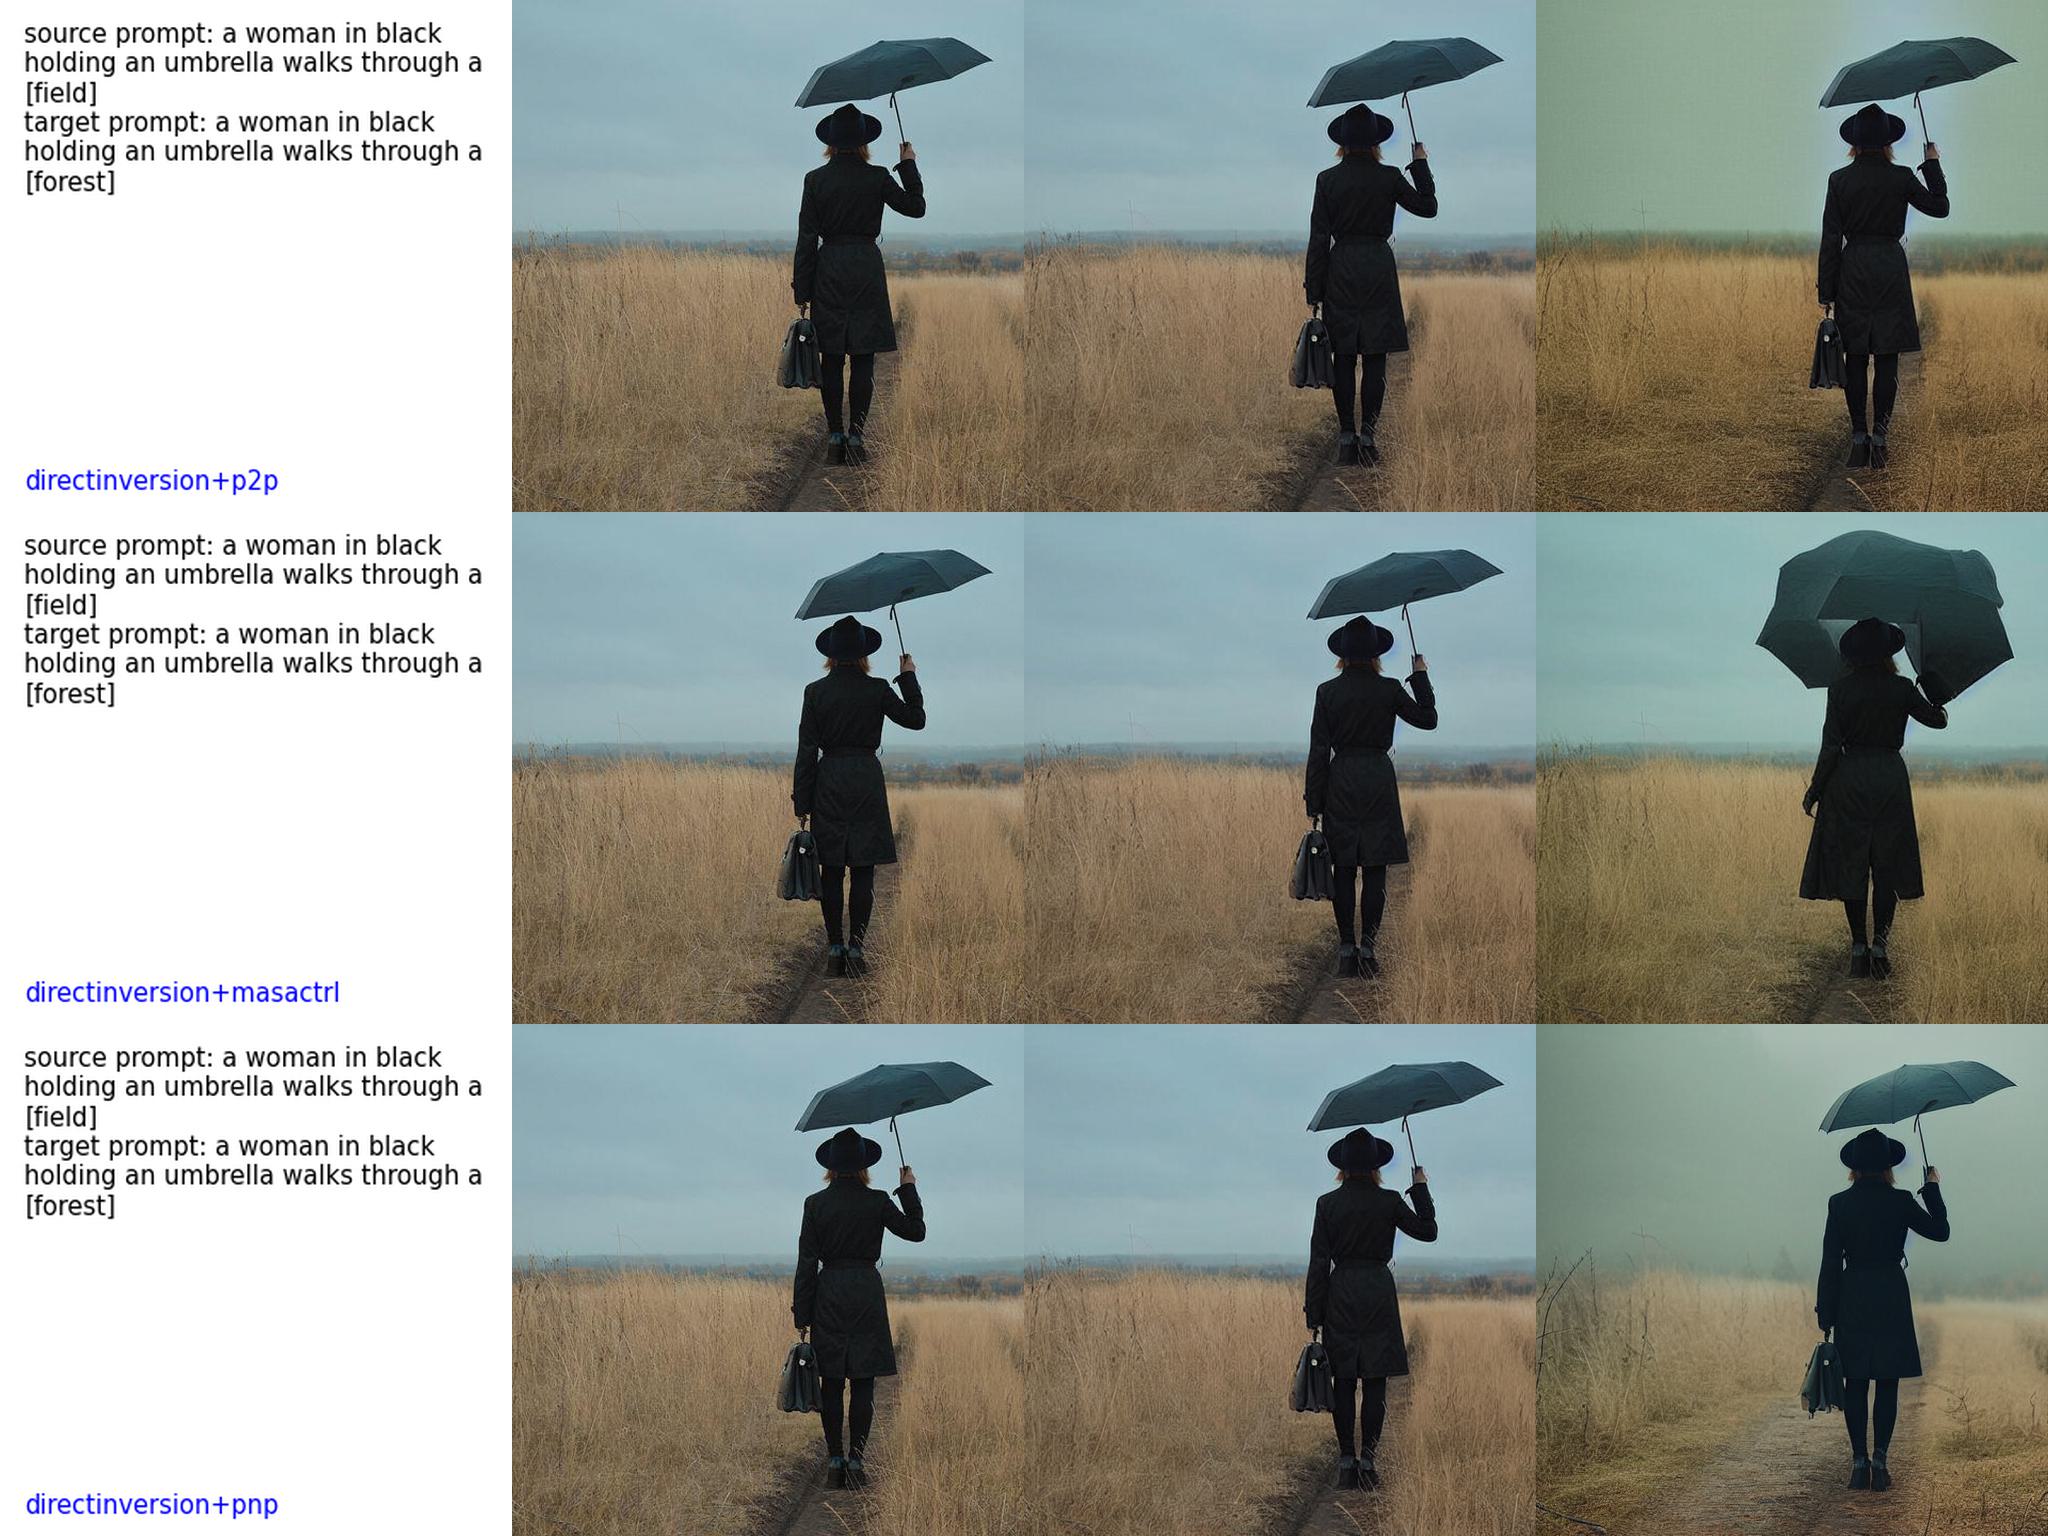 source prompt: a woman in black
holding an umbrella walks through a
[field]
target prompt: a woman in black
holding an umbrella walks through a
[forest]
directinversion+p2p
source prompt: a woman in black
holding an umbrella walks through a
[field]
target prompt: a woman in black
holding an umbrella walks through a
[forest]
directinversion+masactrl
source prompt: a woman in black
holding an umbrella walks through a
[field]
target prompt: a woman in black
holding an umbrella walks through a
[forest]
directinversion+pnp